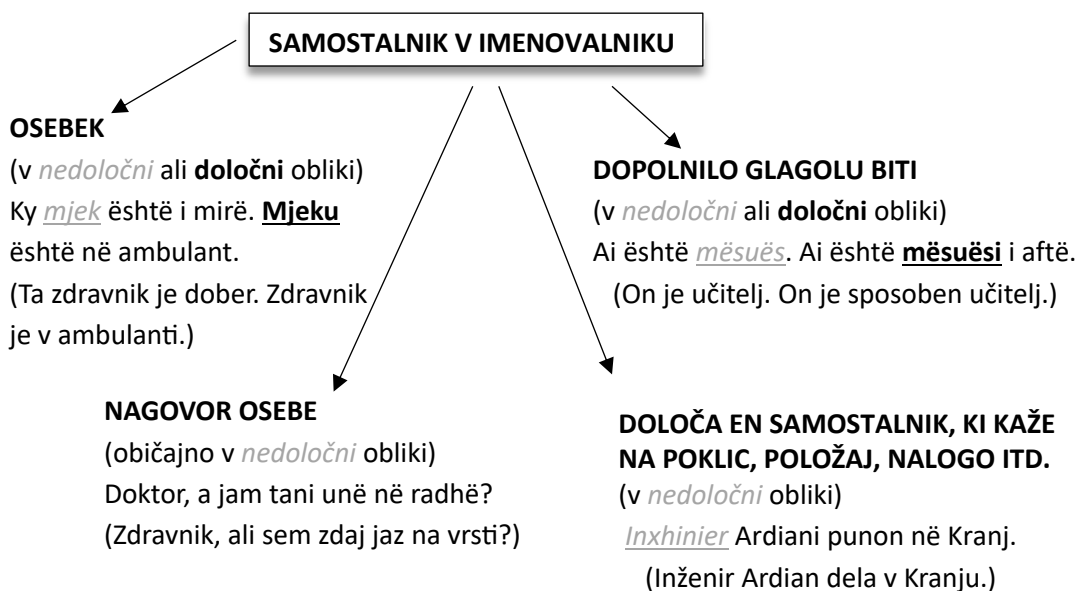 SAMOSTALNIK V IMENOVALNIKU
OSEBEK
(v nedoločni ali določni obliki)
Ky mjek është i mirë. Mjeku
është në ambulant.
(Ta zdravnik je dober. Zdravnik
je v ambulanti.)
DOPOLNILO GLAGOLU BITI
(v nedoločni ali določni obliki)
Ai është mësuës. Ai është mësuësi i aftë.
(On je učitelj. On je sposoben učitelj.)
NAGOVOR OSEBE
(običajno v nedoločni obliki)
Doktor, a jam tani unë në radhë?
(Zdravnik, ali sem zdaj jaz na vrsti?)
DOLOČA EN SAMOSTALNIK, KI KAŽE
NA POKLIC, POLOŽAJ, NALOGO ITD.
(v nedoločni obliki)
Inxhinier Ardiani punon në Kranj.
(Inženir Ardian dela v Kranju.)